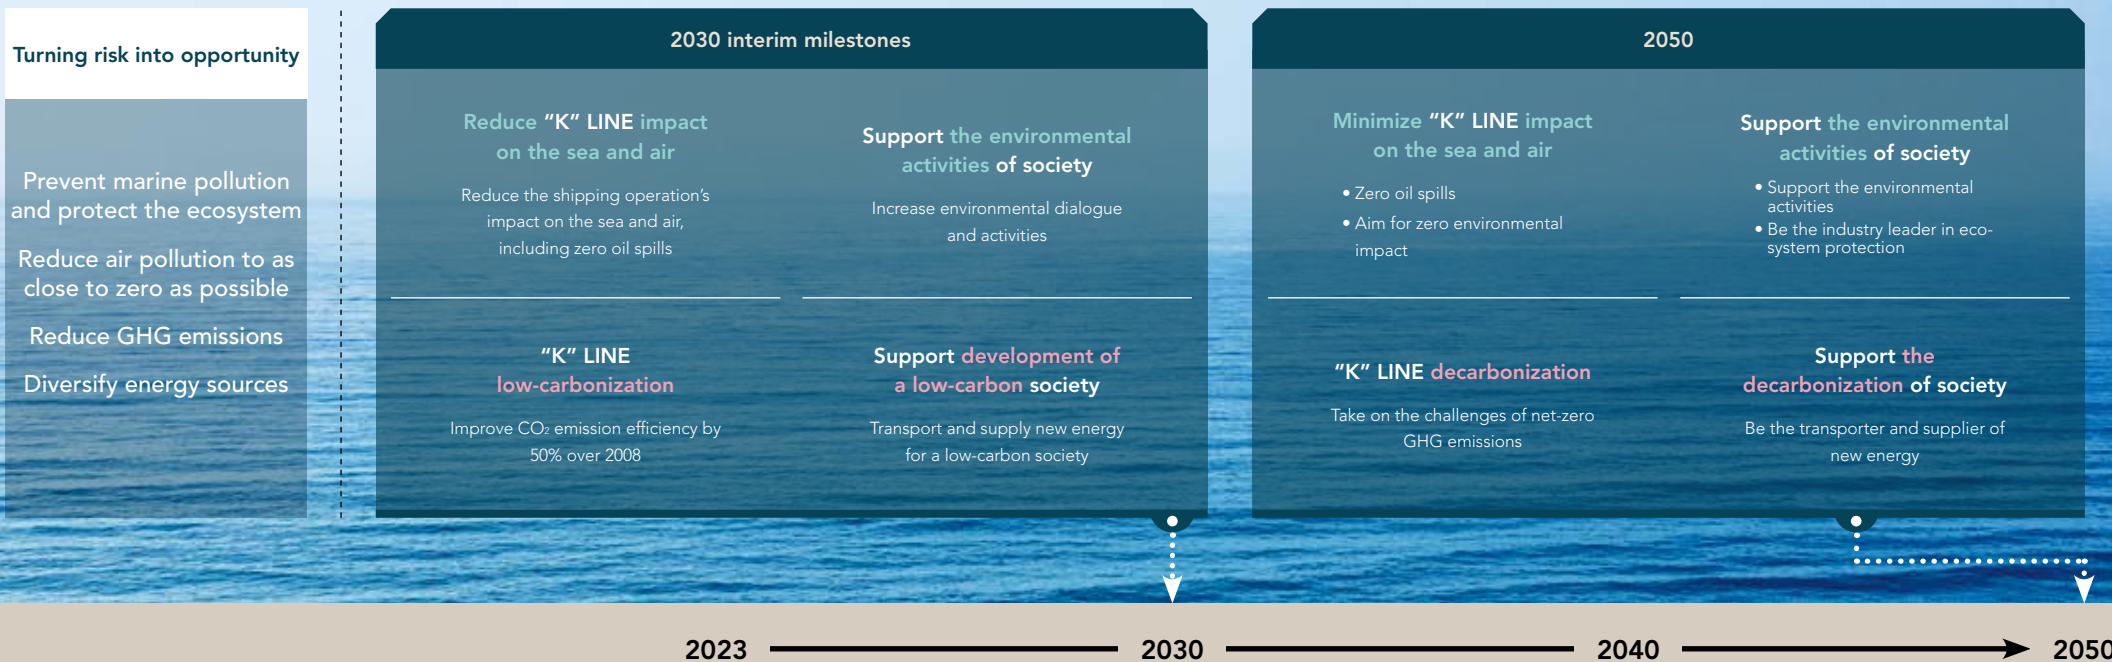 Turning risk into opportunity
Prevent marine pollution
and protect the ecosystem
Reduce air pollution to as
close to zero as possible
Reduce GHG emissions
Diversify energy sources
2030 interim milestones
Reduce “K” LINE impact
on the sea and air
Reduce the shipping operation’s
impact on the sea and air,
including zero oil spills
Support the environmental
activities of society
Increase environmental dialogue
and activities
“K” LINE
low-carbonization
Improve CO₂ emission efficiency by
50% over 2008
Support development of
a low-carbon society
Transport and supply new energy
for a low-carbon society
2050
Minimize “K” LINE impact
on the sea and air
• Zero oil spills
• Aim for zero environmental
impact
Support the environmental
activities of society
• Support the environmental
activities
• Be the industry leader in eco-
system protection
“K” LINE decarbonization
Take on the challenges of net-zero
GHG emissions
Support the
decarbonization of society
Be the transporter and supplier of
new energy
2023
2030
2040
2050